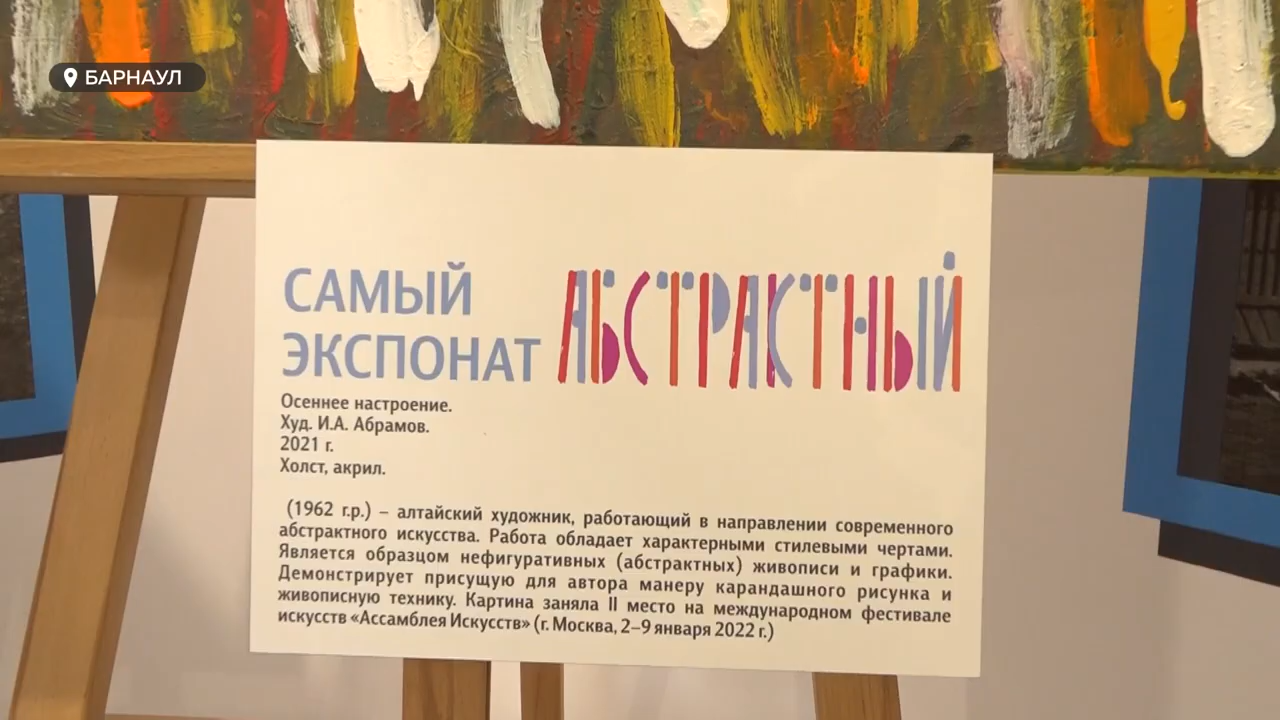 БАРНАУЛ
САМЫЙ
ЭКСПОНАТ АБСТРАКТНЫЙ
Осеннее настроение.
Худ. И.А. Абрамов.
2021 г.
Холст, акрил.
(1962 г.р.) – алтайский художник, работающий в направлении современного
абстрактного искусства. Работа обладает характерными стилевыми чертами.
Является образцом нефигуративных (абстрактных) живописи и графики.
Демонстрирует присущую для автора манеру карандашного рисунка и
живописную технику. Картина заняла II место на международном фестивале
искусств «Ассамблея Искусств» (г. Москва, 2–9 января 2022 г.)